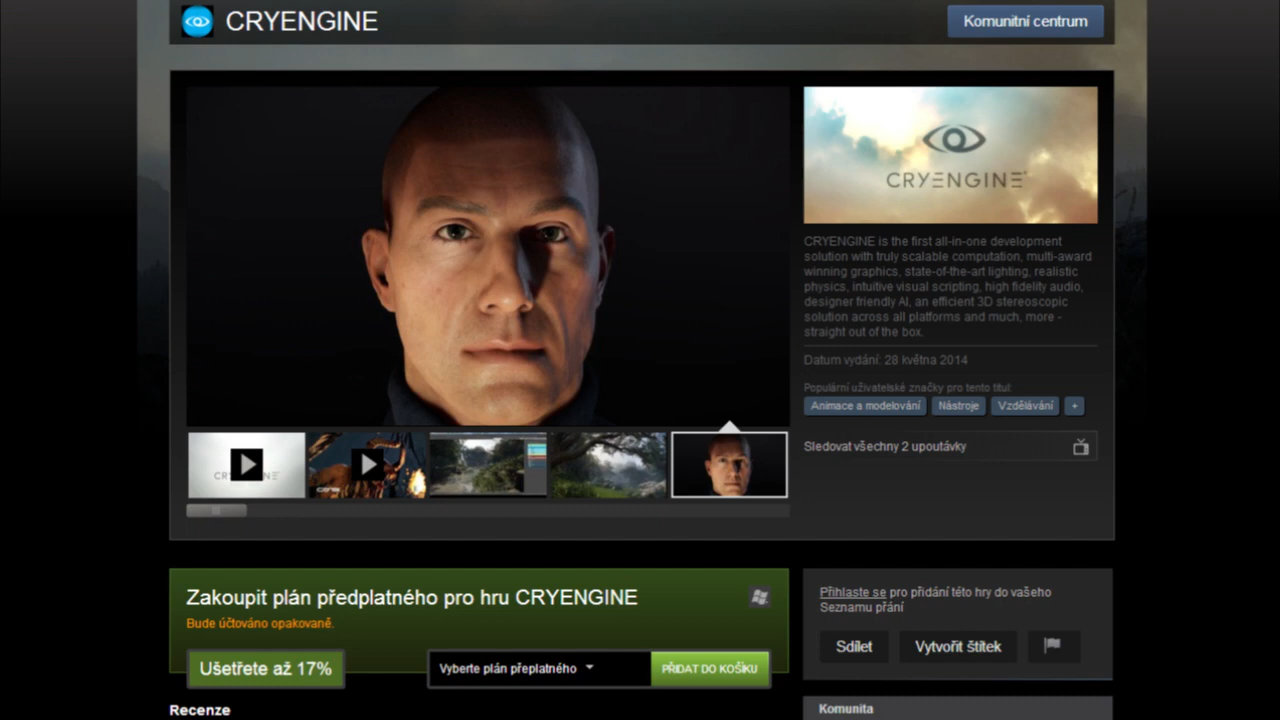 CRYENGINE
Komunitní centrum
CRYENGINE
CRYENGINE is the first all-in-one development
solution with truly scalable computation, multi-award
winning graphics, state-of-the-art lighting, realistic
physics, intuitive visual scripting, high fidelity audio,
designer friendly AI, an efficient 3D stereoscopic
solution across all platforms and much, more -
straight out of the box.
Datum vydání: 28 května 2014
Populární uživatelské značky pro tento titul:
Animace a modelování Nástroje Vzdělávání +
Sledovat všechny 2 upoutávky
Zakoupit plán předplatného pro hru CRYENGINE
Bude účtováno opakovaně.
Ušetřete až 17%
Vyberte plán přeplatného
PŘIDAT DO KOŠÍKU
Přihlaste se pro přidání této hry do vašeho
Seznamu přání
Sdílet Vytvořit štítek
Recenze
Komunita